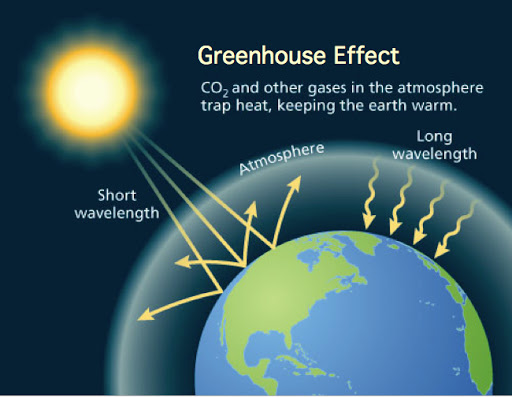 Greenhouse Effect
CO₂ and other gases in the atmosphere
trap heat, keeping the earth warm.
Long
wavelength
Atmosphere
Short
wavelength